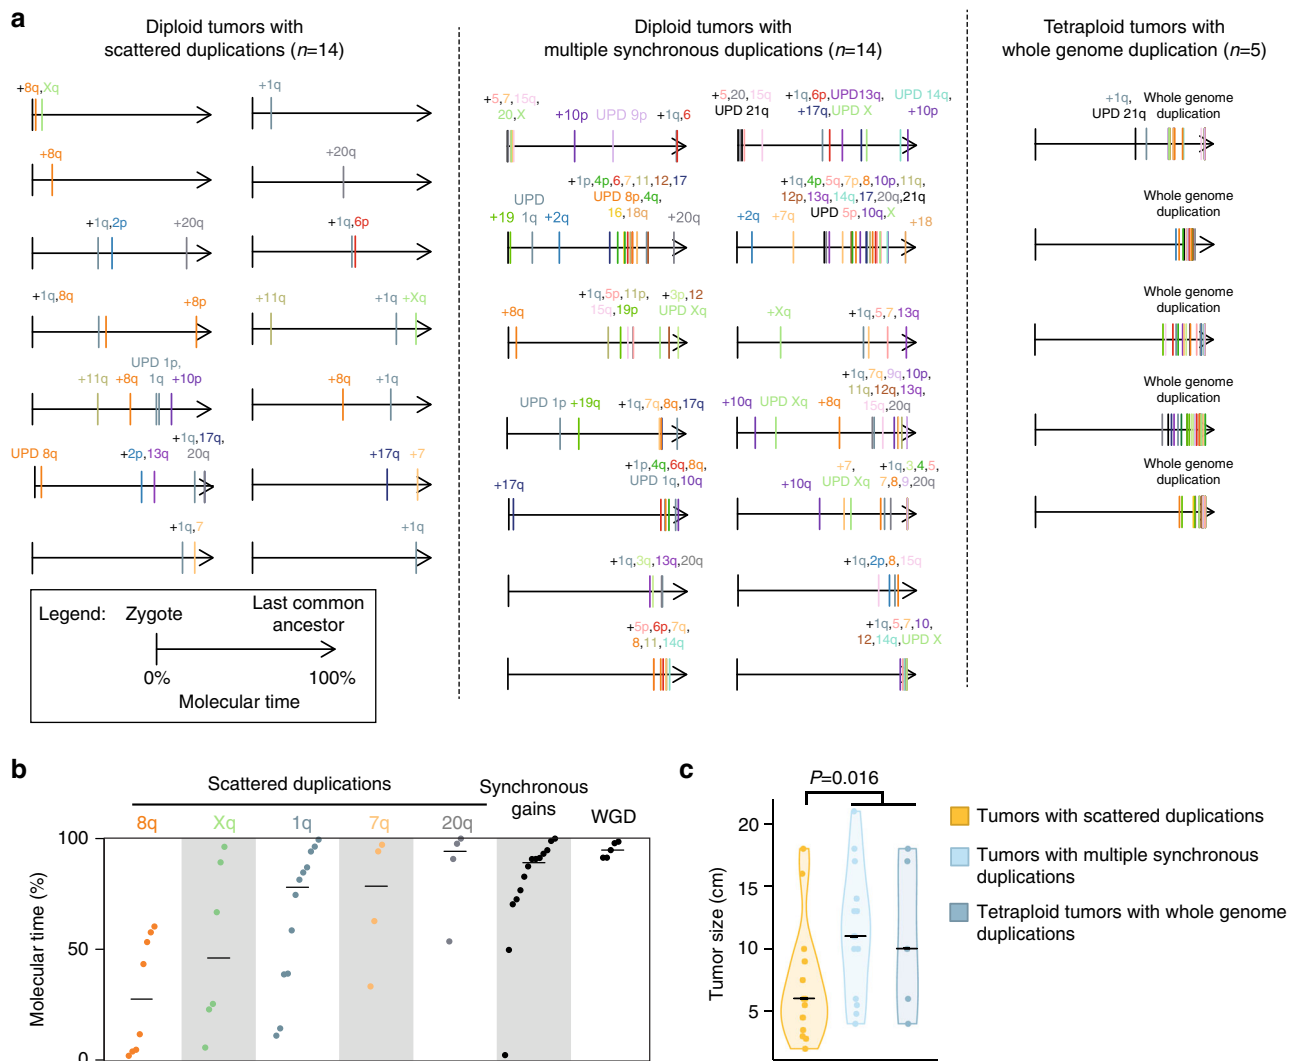 a
Diploid tumors with
scattered duplications (n=14)
Diploid tumors with
multiple synchronous duplications (n=14)
Tetraploid tumors with
whole genome duplication (n=5)
+8q,Xq
+1q
+8q
+20q
+1q,2p
+20q
+1q,6p
+1q,8q
+8p
+11q
+1q
+Xq
UPD 1p,
1q
+11q
+8q
+10p
+8q
+1q
UPD 8q
+2p,13q
+1q,17q,
20q
+17q
+7
+1q,7
+1q
Legend:
Zygote
Last common
ancestor
0%
100%
Molecular time
+5,7,15q,
20,X
+10p
UPD 9p
+1q,6
+5,20,15q
UPD 21q
+1q,6p,UPD13q,
+17q,UPD X
UPD 14q,
+10p
+19
UPD
1q
+2q
+1p,4p,6,7,11,12,17
UPD 8p,4q,
16,18q
+20q
+2q
+7q
+1q,4p,5q,7p,8,10p,11q,
12p,13q,14q,17,20q,21q
UPD 5p,10q,X
+18
+8q
+1q,5p,11p,
15q,19p
+3p,12
UPD Xq
+Xq
+1q,5,7,13q
UPD 1p
+19q
+1q,7q,8q,17q
+10q
UPD Xq
+8q
+1q,7q,9q,10p,
11q,12q,13q,
15q,20q
+17q
+1p,4q,6q,8q,
UPD 1q,10q
+10q
+7,
UPD Xq
+1q,3,4,5,
7,8,9,20q
+1q,3q,13q,20q
+1q,2p,8,15q
+5p,6p,7q,
8,11,14q
+1q,5,7,10,
12,14q,UPD X
+1q,
UPD 21q
Whole genome
duplication
Whole genome
duplication
Whole genome
duplication
Whole genome
duplication
Whole genome
duplication
b
Scattered duplications
Synchronous
gains
WGD
8q
Xq
1q
7q
20q
100
50
0
Molecular time (%)
c
P=0.016
20
15
10
5
Tumor size (cm)
Tumors with scattered duplications
Tumors with multiple synchronous
duplications
Tetraploid tumors with whole genome
duplications